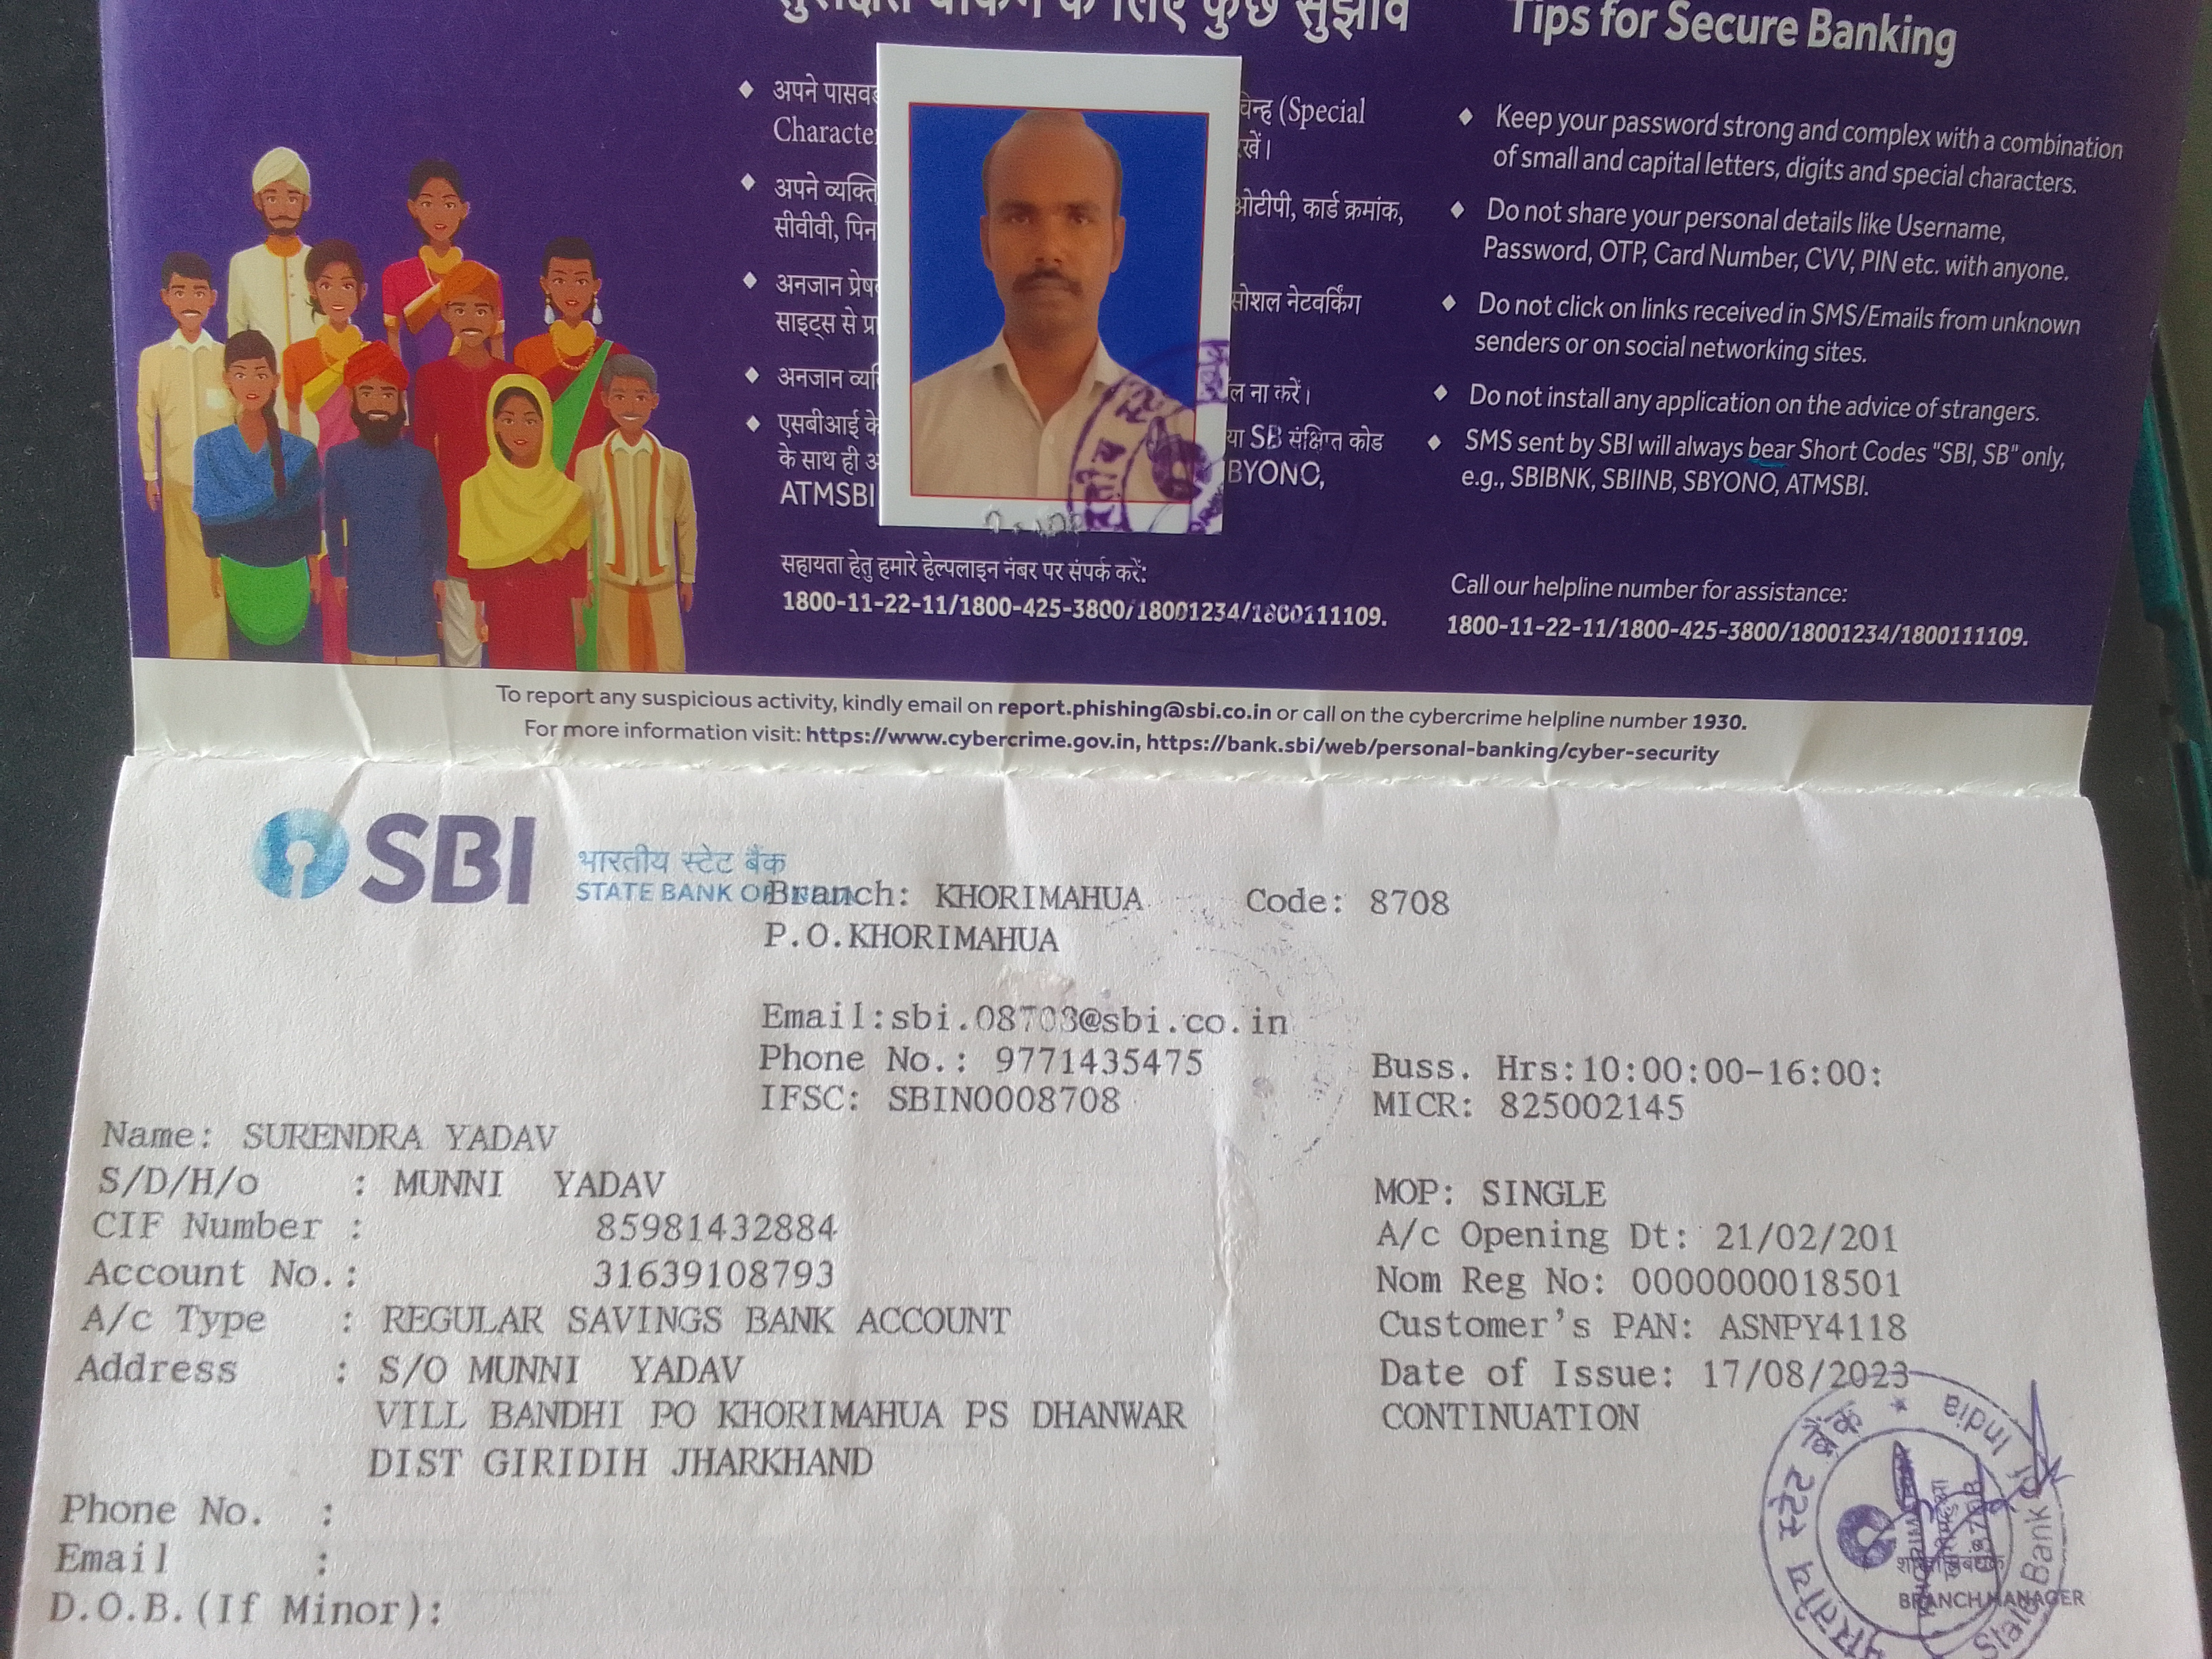 सुरक्षित बैंकिंग के लिए कुछ सुझाव
अपने पासवर्ड
चिन्ह (Special
Character
रखें।
अपने व्यक्ति
ओटीपी, कार्ड क्रमांक,
सीवीवी, पिन
अनजान प्रेष
सोशल नेटवर्किंग
साइट्स से प्रा
अनजान व्यक्ति
ना करें।
एसबीआई के
या SB संक्षिप्त कोड
के साथ ही
BYONO,
ATMSBI
सहायता हेतु हमारे हेल्पलाइन नंबर पर संपर्क करें:
1800-11-22-11/1800-425-3800/18001234/1800111109.
Tips for Secure Banking
Keep your password strong and complex with a combination
of small and capital letters, digits and special characters.
Do not share your personal details like Username,
Password, OTP, Card Number, CVV, PIN etc. with anyone.
Do not click on links received in SMS/Emails from unknown
senders or on social networking sites.
Do not install any application on the advice of strangers.
SMS sent by SBI will always bear Short Codes "SBI, SB" only,
e.g., SBIBNK, SBIINB, SBYONO, ATMSBI.
Call our helpline number for assistance:
1800-11-22-11/1800-425-3800/18001234/1800111109.
To report any suspicious activity, kindly email on report.phishing@sbi.co.in or call on the cybercrime helpline number 1930.
For more information visit: https://www.cybercrime.gov.in, https://bank.sbi/web/personal-banking/cyber-security
SBI
भारतीय स्टेट बैंक
STATE BANK OF
Branch: KHORIMAHUA Code: 8708
P.O.KHORIMAHUA
Email:sbi.08708@sbi.co.in
Phone No.: 9771435475 Buss. Hrs:10:00:00-16:00:
IFSC: SBIN0008708 MICR: 825002145
Name: SURENDRA YADAV
S/D/H/o : MUNNI YADAV MOP: SINGLE
CIF Number : 85981432884 A/c Opening Dt: 21/02/201
Account No.: 31639108793 Nom Reg No: 0000000018501
A/c Type : REGULAR SAVINGS BANK ACCOUNT Customer's PAN: ASNPY4118
Address : S/O MUNNI YADAV Date of Issue: 17/08/2023
VILL BANDHI PO KHORIMAHUA PS DHANWAR CONTINUATION
DIST GIRIDIH JHARKHAND
Phone No. :
Email :
D.O.B.(If Minor):
भारतीय स्टेट बैंक
State Bank of India
BRANCH MANAGER